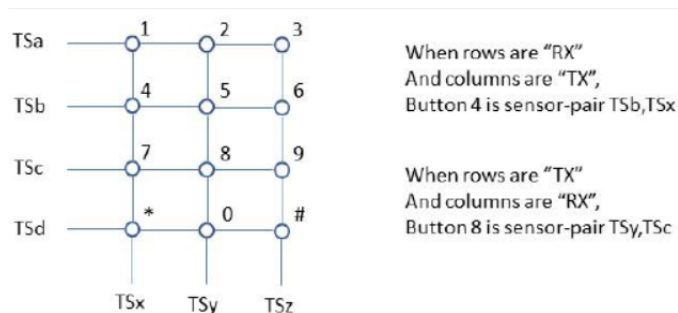 TSa 1 2 3
TSb 4 5 6
TSc 7 8 9
TSd * 0 #
TSx TSy TSz
When rows are “RX”
And columns are “TX”,
Button 4 is sensor-pair TSb,TSx
When rows are “TX”
And columns are “RX”,
Button 8 is sensor-pair TSy,TSc